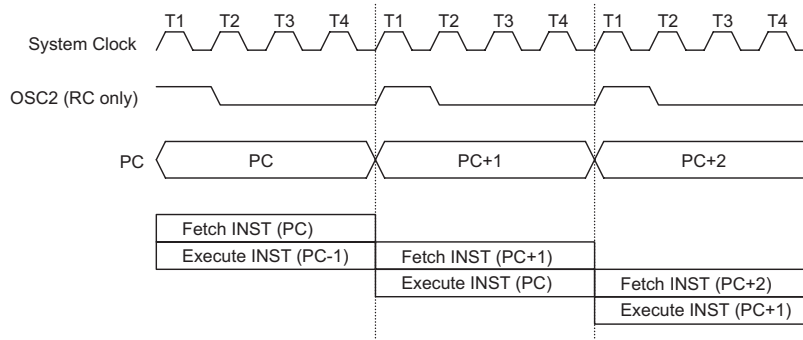 T1 T2 T3 T4 T1 T2 T3 T4 T1 T2 T3 T4
System Clock
OSC2 (RC only)
PC PC PC+1 PC+2
Fetch INST (PC)
Execute INST (PC-1) Fetch INST (PC+1)
Execute INST (PC) Fetch INST (PC+2)
Execute INST (PC+1)